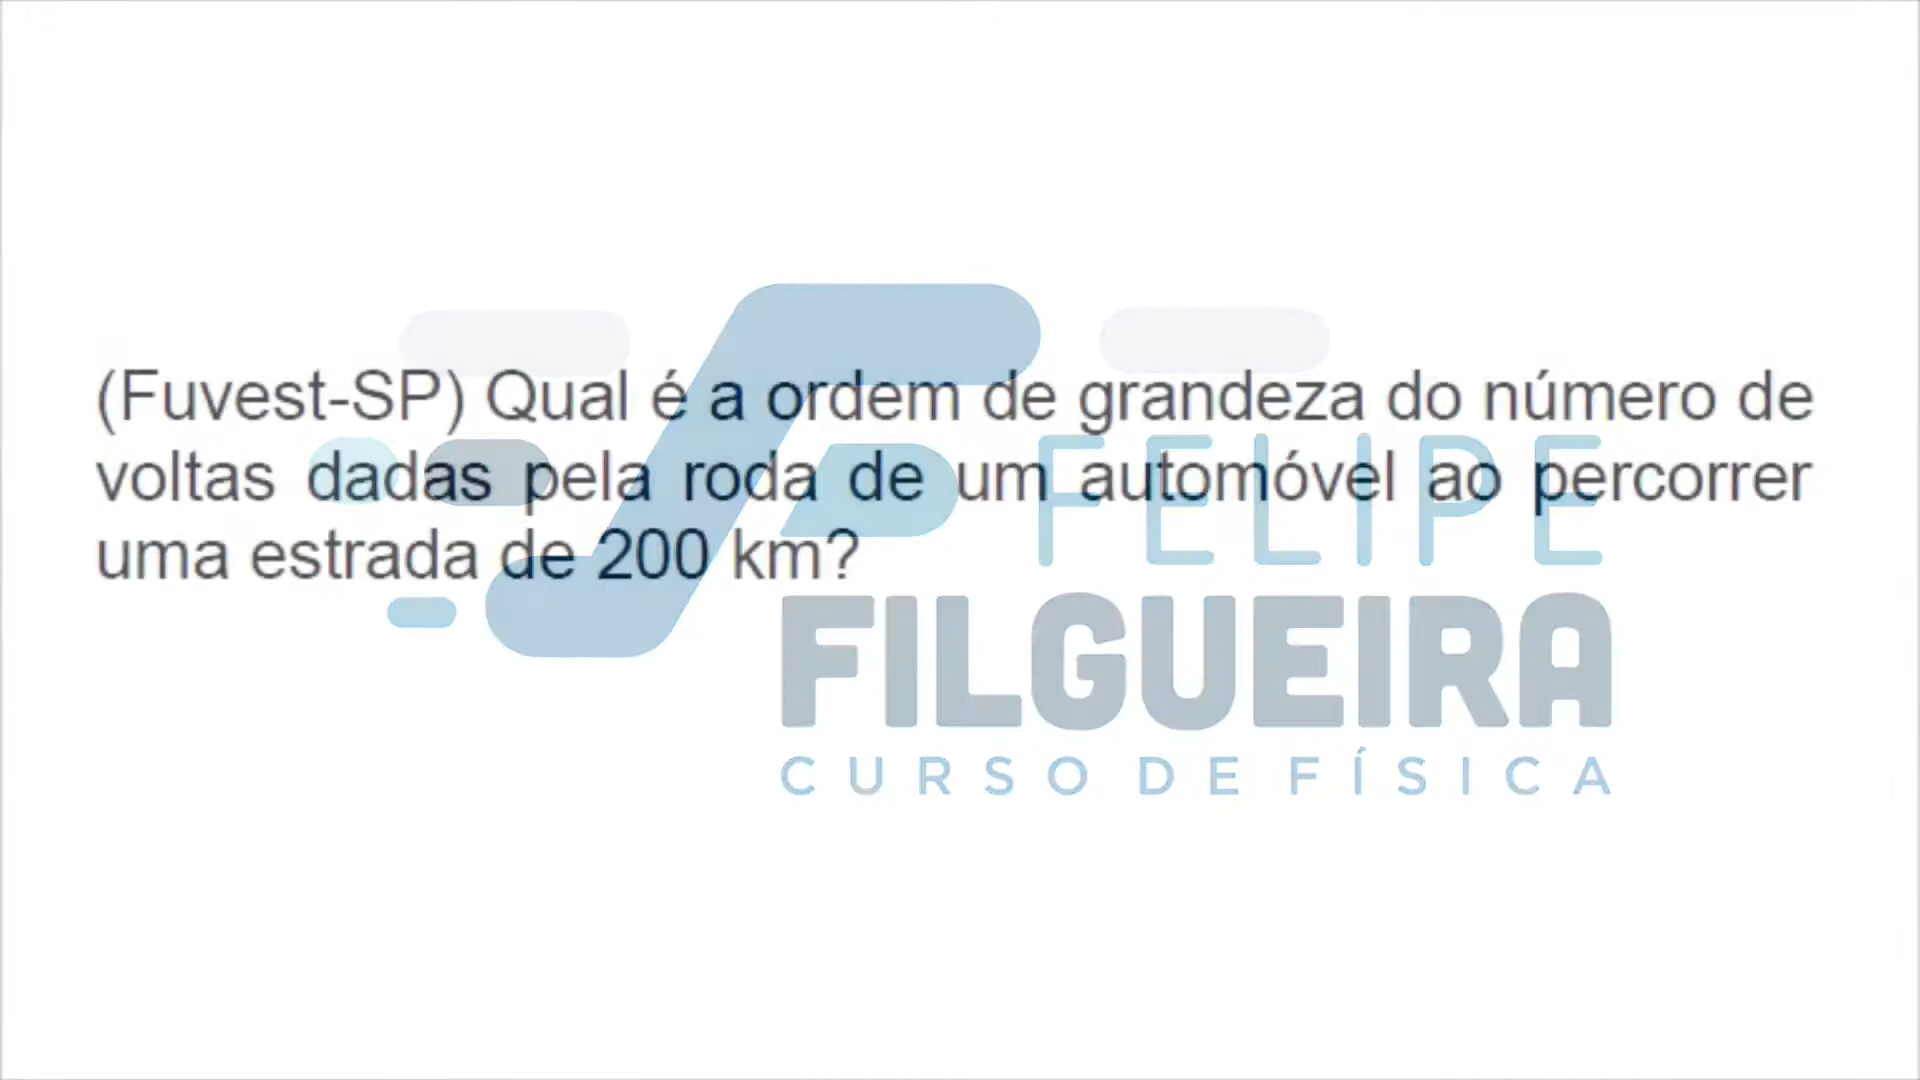 (Fuvest-SP) Qual é a ordem de grandeza do número de
voltas dadas pela roda de um automóvel ao percorrer
uma estrada de 200 km?
FELIPE
FILGUEIRA
CURSO DE FÍSICA